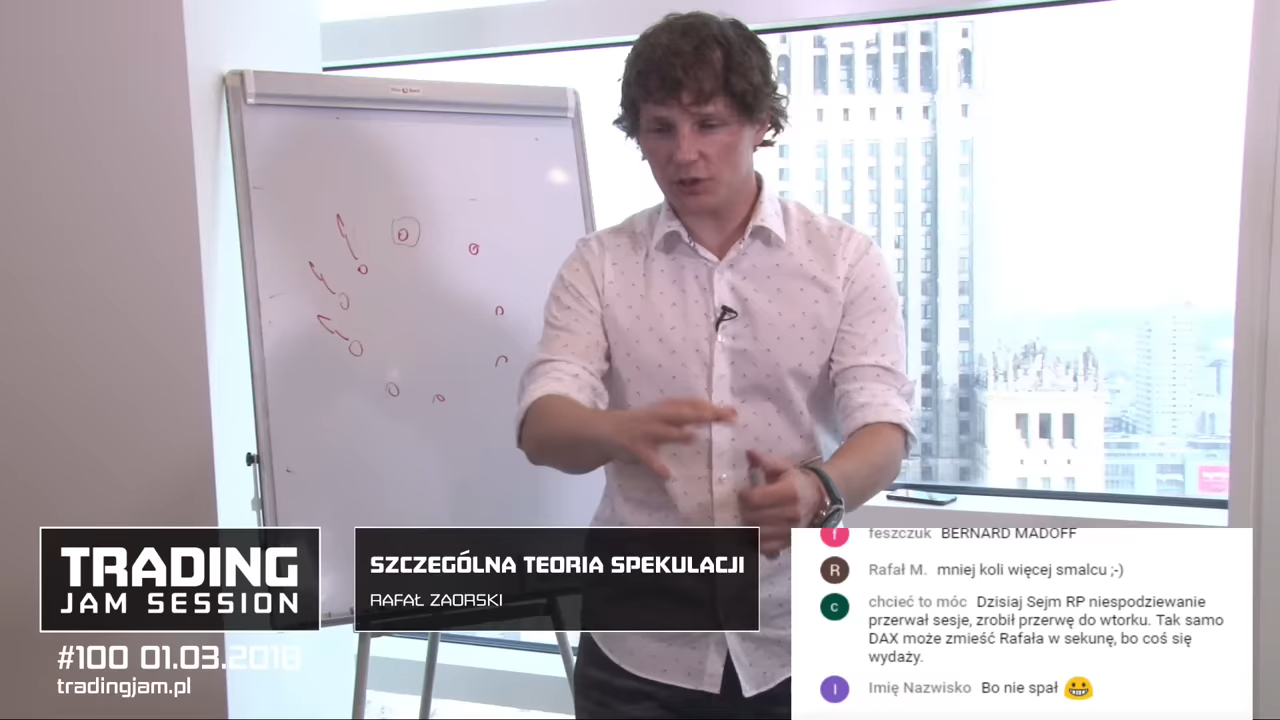 TRADING
JAM SESSION
#100 01.03.2018
tradingjam.pl
SZCZEGÓLNA TEORIA SPEKULACJI
RAFAŁ ZAORSKI
feszczuk BERNARD MADOFF
R Rafał M. mniej koli więcej smalcu ;-)
c chcieć to móc Dzisiaj Sejm RP niespodziewanie
przerwał sesje, zrobił przerwę do wtorku. Tak samo
DAX może zmieść Rafała w sekunę, bo coś się
wydaży.
I Imię Nazwisko Bo nie spał 😬